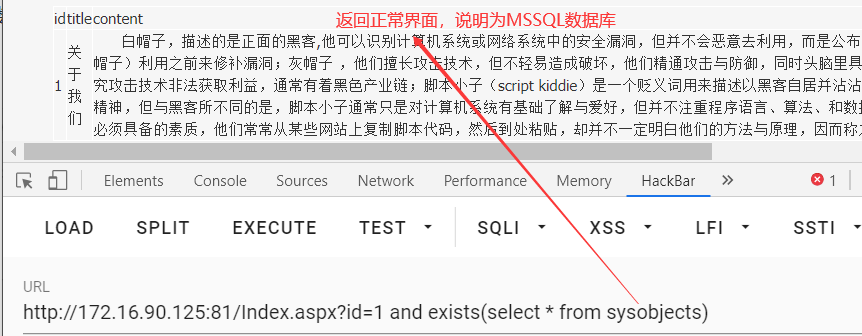 返回正常界面，说明为MSSQL数据库
idtitlecontent
白帽子，描述的是正面的黑客,他可以识别计算机系统或网络系统中的安全漏洞，但并不会恶意去利用，而是公布
关于我们
帽子）利用之前来修补漏洞；灰帽子 ，他们擅长攻击技术，但不轻易造成破坏，他们精通攻击与防御，同时头脑里具
1
究攻击技术非法获取利益，通常有着黑色产业链；脚本小子（script kiddie）是一个贬义词用来描述以黑客自居并沾沾
精神，但与黑客所不同的是，脚本小子通常只是对计算机系统有基础了解与爱好，但并不注重程序语言、算法、和数据
必须具备的素质，他们常常从某些网站上复制脚本代码，然后到处粘贴，却并不一定明白他们的方法与原理，因而称
Elements Console Sources Network Performance Memory HackBar » 1
LOAD SPLIT EXECUTE TEST SQLI XSS LFI SSTI
URL
http://172.16.90.125:81/Index.aspx?id=1 and exists(select * from sysobjects)